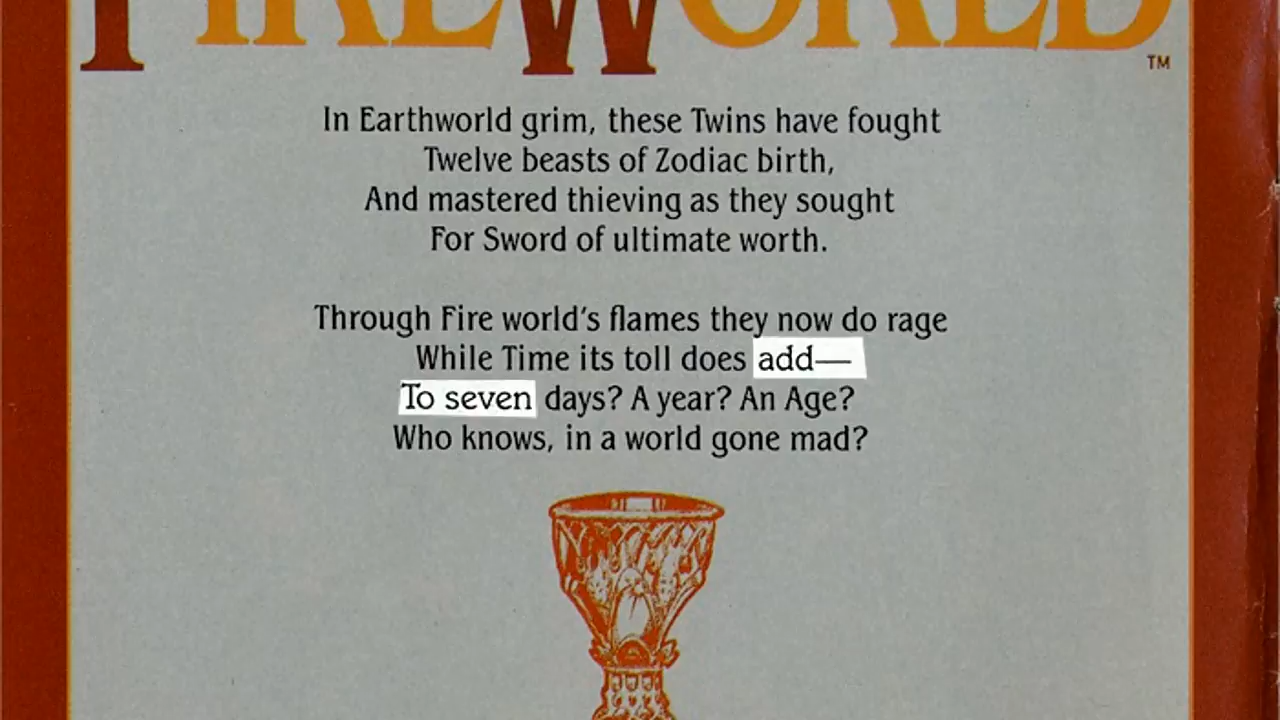 FIREWORLD
TM
In Earthworld grim, these Twins have fought
Twelve beasts of Zodiac birth,
And mastered thieving as they sought
For Sword of ultimate worth.
Through Fire world's flames they now do rage
While Time its toll does add—
To seven days? A year? An Age?
Who knows, in a world gone mad?